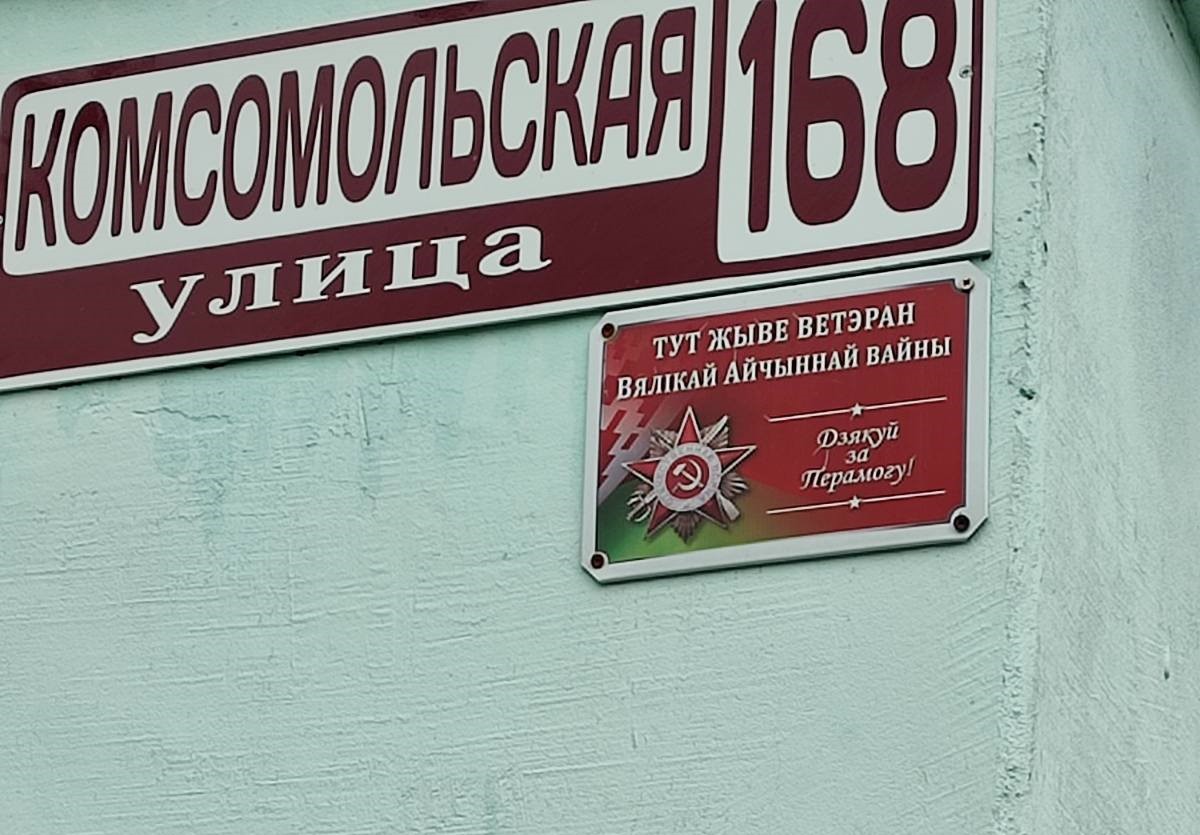 КОМСОМОЛЬСКАЯ 168
улица
ТУТ ЖЫВЕ ВЕТЭРАН
ВЯЛІКАЙ АЙЧЫННАЙ ВАЙНЫ
Дзякуй
за
Перамогу!